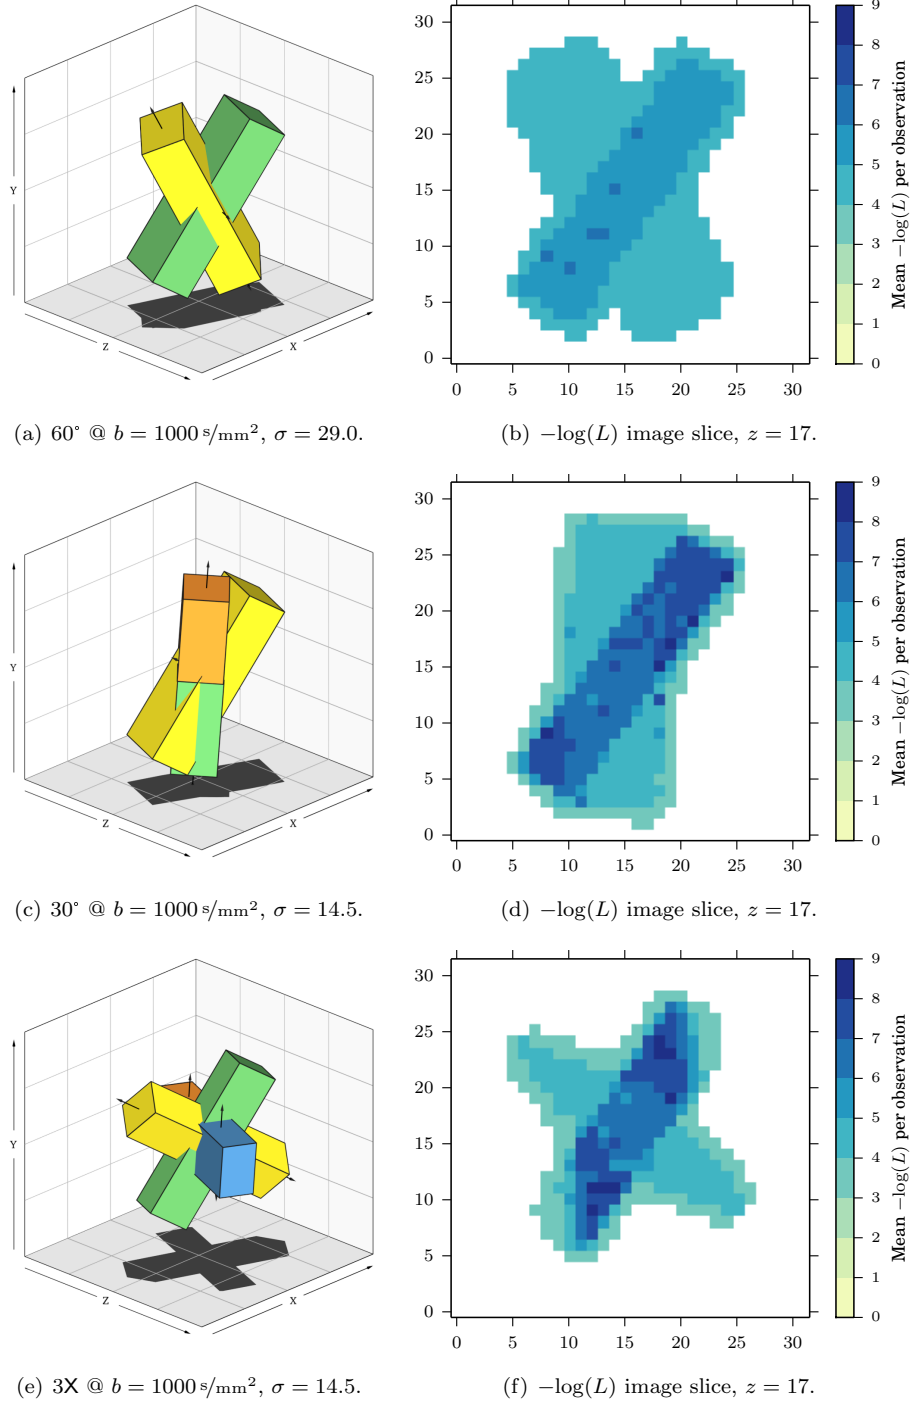 Y
Z
X
30
25
20
15
10
5
0
0 5 10 15 20 25 30
9
8
7
6
5
4
3
2
1
0
Mean −log(L) per observation
(a) 60° @ b = 1000 s/mm², σ = 29.0.
(b) −log(L) image slice, z = 17.
Y
Z
X
30
25
20
15
10
5
0
0 5 10 15 20 25 30
9
8
7
6
5
4
3
2
1
0
Mean −log(L) per observation
(c) 30° @ b = 1000 s/mm², σ = 14.5.
(d) −log(L) image slice, z = 17.
Y
Z
X
30
25
20
15
10
5
0
0 5 10 15 20 25 30
9
8
7
6
5
4
3
2
1
0
Mean −log(L) per observation
(e) 3X @ b = 1000 s/mm², σ = 14.5.
(f) −log(L) image slice, z = 17.